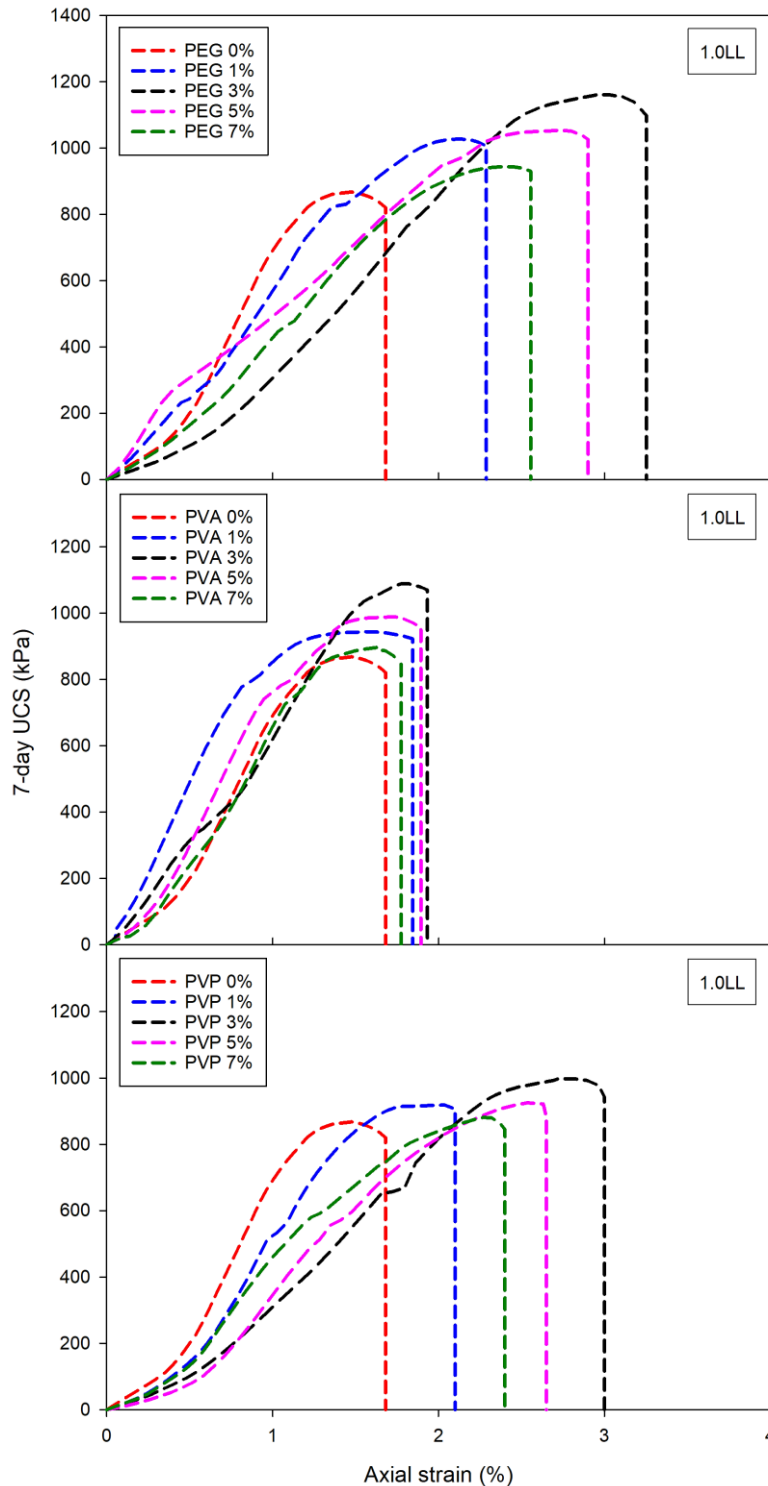 1400
1200
1000
800
600
400
200
0
PEG 0%
PEG 1%
PEG 3%
PEG 5%
PEG 7%
1.0LL
7-day UCS (kPa)
1200
1000
800
600
400
200
0
PVA 0%
PVA 1%
PVA 3%
PVA 5%
PVA 7%
1.0LL
1200
1000
800
600
400
200
0
PVP 0%
PVP 1%
PVP 3%
PVP 5%
PVP 7%
1.0LL
0 1 2 3 4
Axial strain (%)